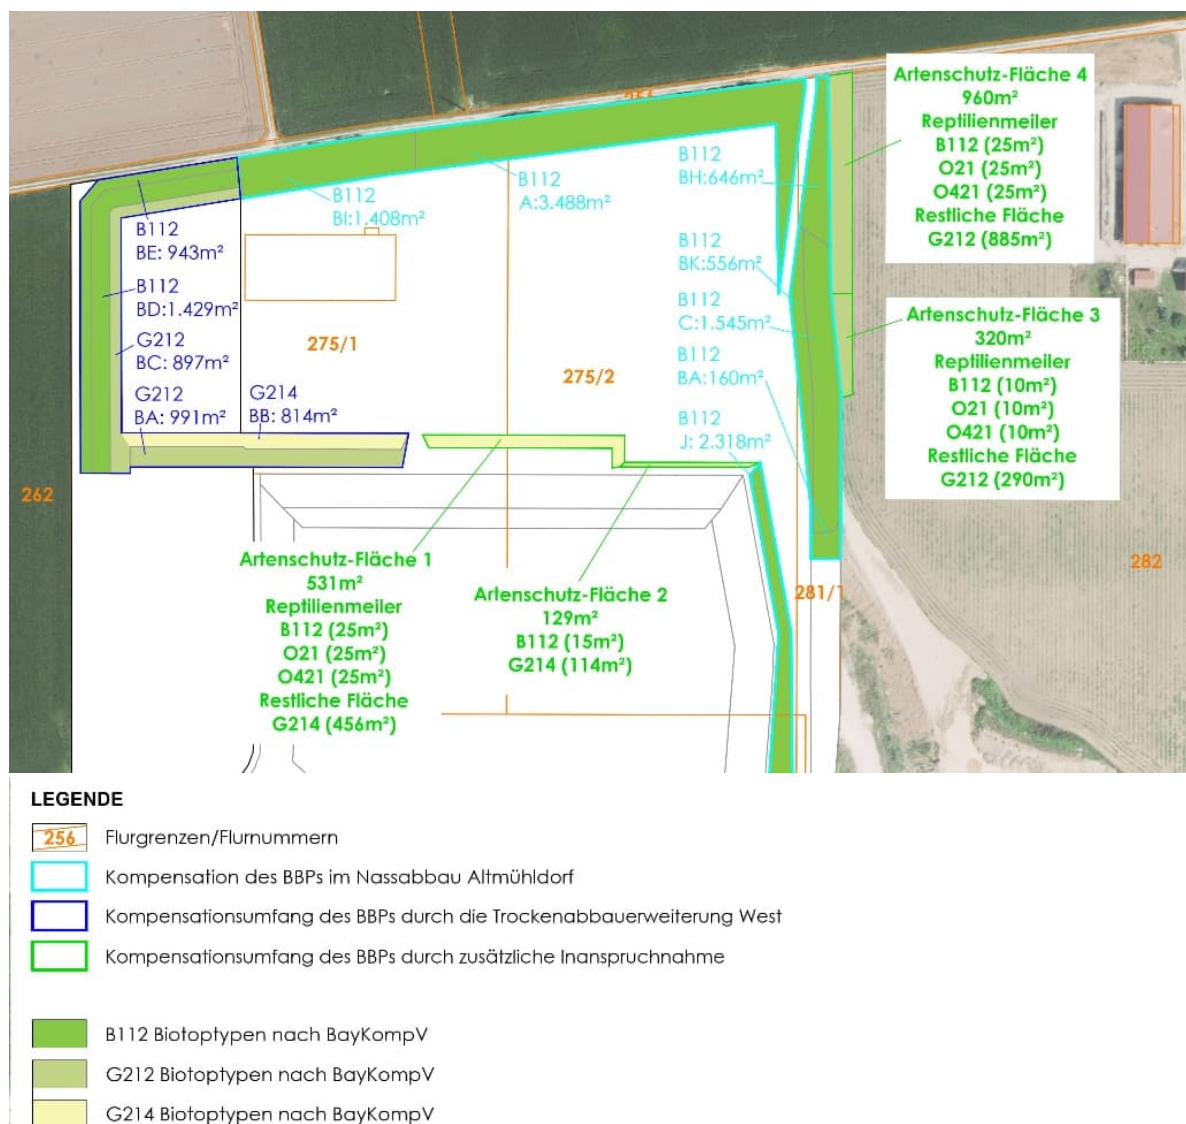 Artenschutz-Fläche 4
960m²
Reptilienmeiler
B112 (25m²)
O21 (25m²)
O421 (25m²)
Restliche Fläche
G212 (885m²)
B112
BH:646m²
B112
A:3.488m²
B112
BI:1.408m²
B112
BE: 943m²
B112
BK:556m²
B112
BD:1.429m²
B112
C:1.545m²
Artenschutz-Fläche 3
320m²
Reptilienmeiler
B112 (10m²)
O21 (10m²)
O421 (10m²)
Restliche Fläche
G212 (290m²)
G212
BC: 897m²
275/1
275/2
B112
BA:160m²
G212
BA: 991m²
G214
BB: 814m²
B112
J: 2.318m²
262
282
281/1
Artenschutz-Fläche 1
531m²
Reptilienmeiler
B112 (25m²)
O21 (25m²)
O421 (25m²)
Restliche Fläche
G214 (456m²)
Artenschutz-Fläche 2
129m²
B112 (15m²)
G214 (114m²)
LEGENDE
256 Flurgrenzen/Flurnummern
Kompensation des BBPs im Nassabbau Altmühldorf
Kompensationsumfang des BBPs durch die Trockenabbauerweiterung West
Kompensationsumfang des BBPs durch zusätzliche Inanspruchnahme
B112 Biotoptypen nach BayKompV
G212 Biotoptypen nach BayKompV
G214 Biotoptypen nach BayKompV